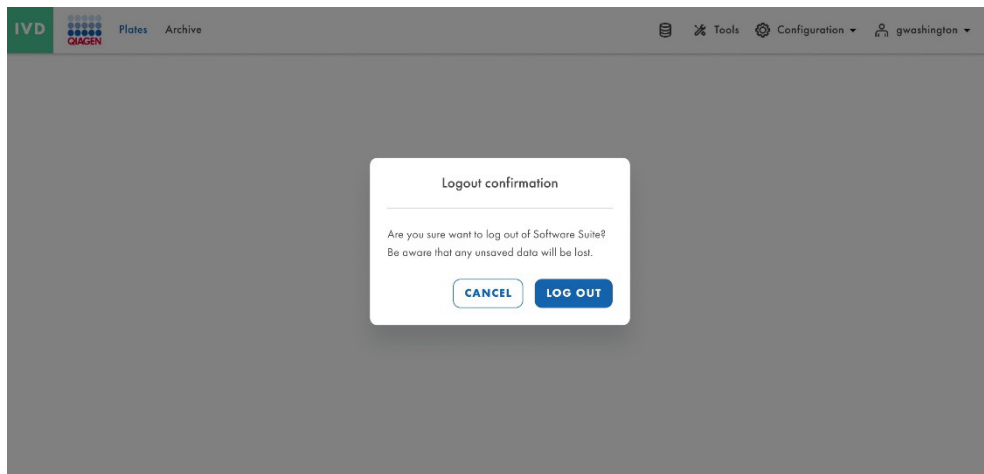 IVD
QIAGEN
Plates Archive
Tools Configuration gwashington
Logout confirmation
Are you sure want to log out of Software Suite?
Be aware that any unsaved data will be lost.
CANCEL LOG OUT